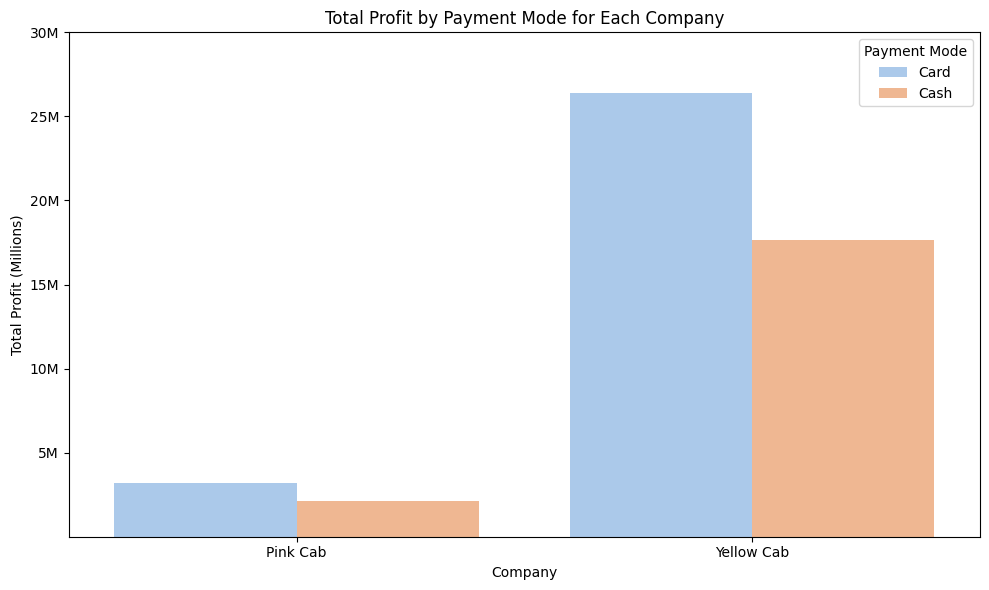 Total Profit by Payment Mode for Each Company
30M
25M
20M
15M
10M
5M
Total Profit (Millions)
Payment Mode
Card
Cash
Pink Cab
Yellow Cab
Company